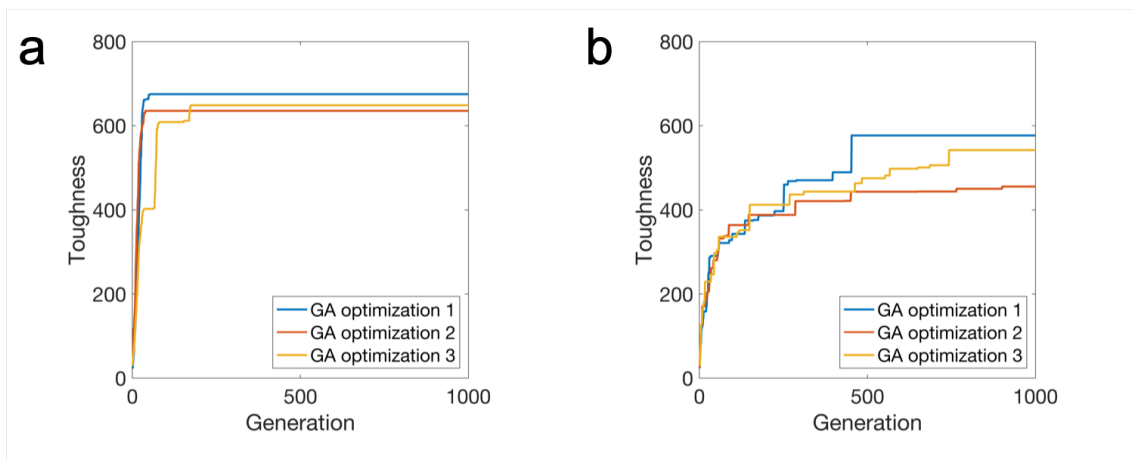 a
800
600
400
200
0
Toughness
GA optimization 1
GA optimization 2
GA optimization 3
0 500 1000
Generation
b
800
600
400
200
0
Toughness
GA optimization 1
GA optimization 2
GA optimization 3
0 500 1000
Generation